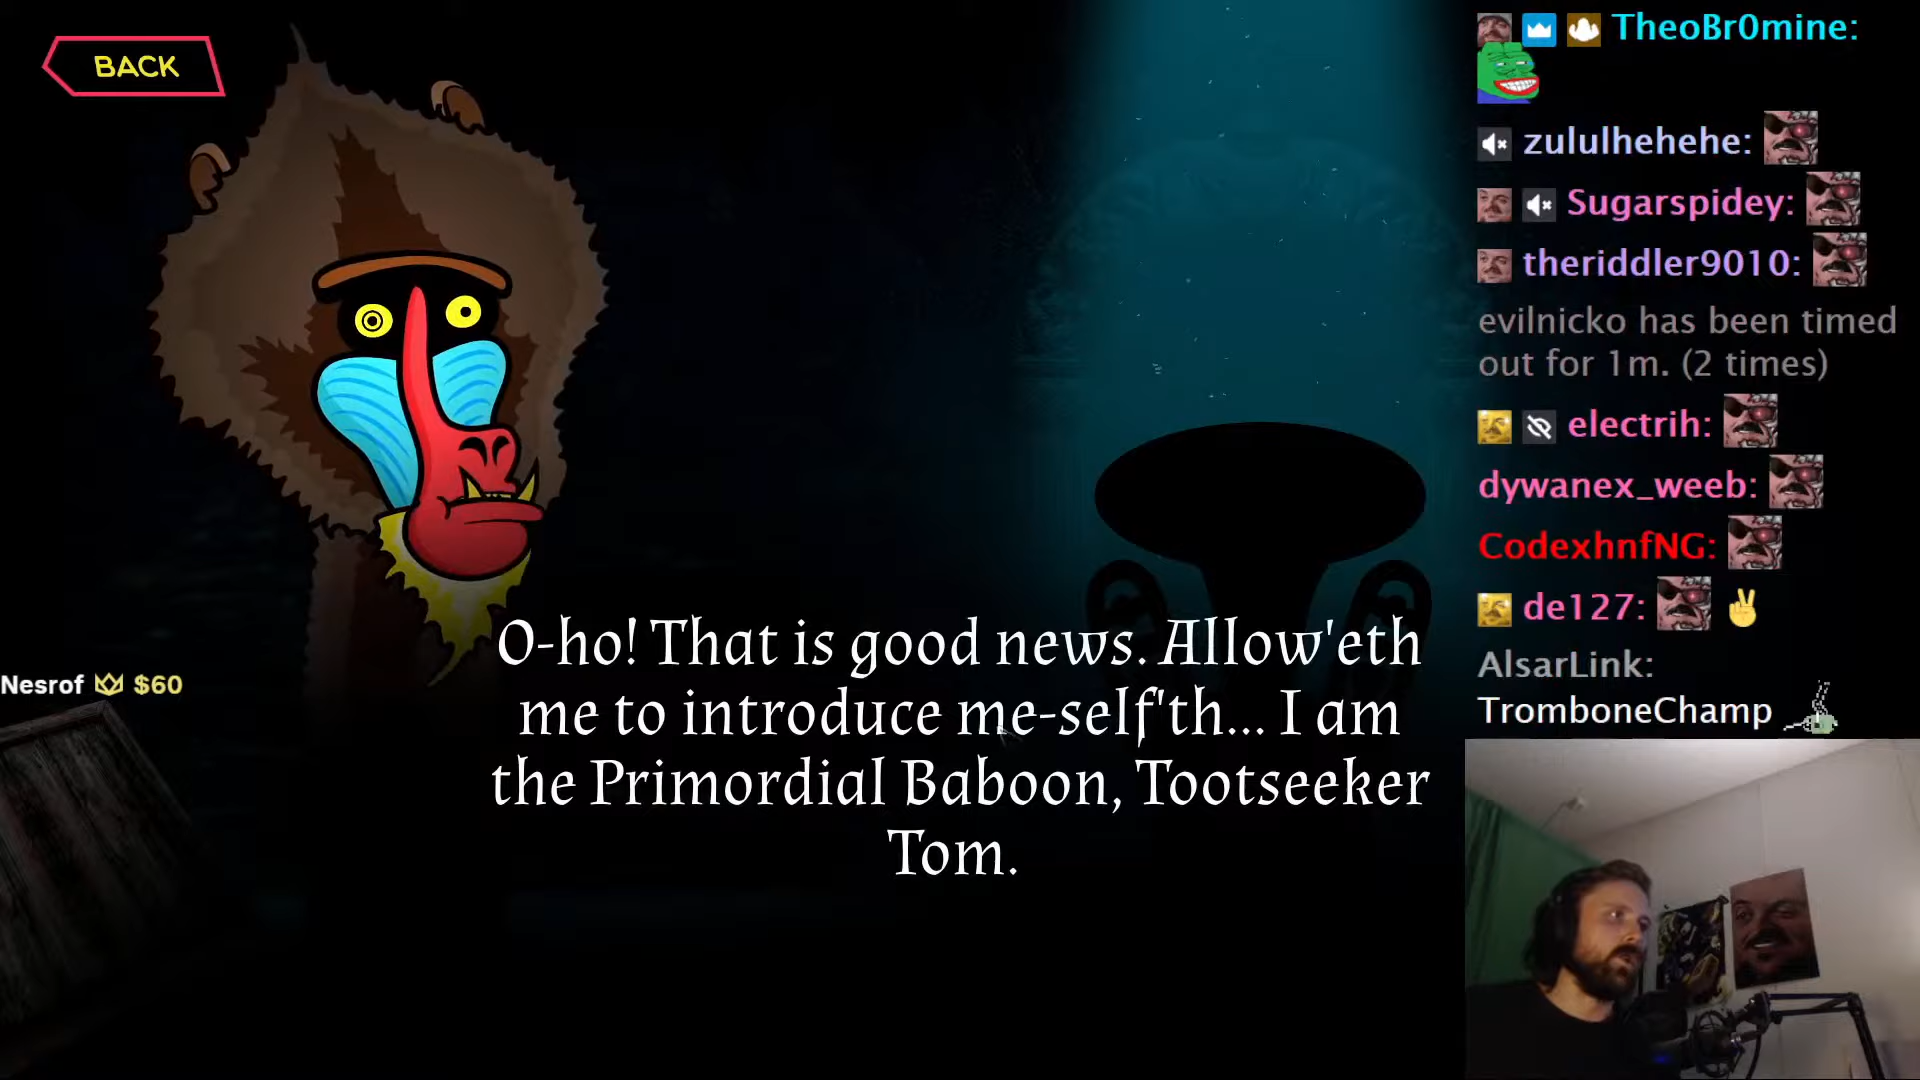 BACK
O-ho! That is good news. Allow'eth
me to introduce me-self'th... I am
the Primordial Baboon, Tootseeker
Tom.
Nesrof $60
TheoBr0mine:
zululhehehe:
Sugarspidey:
theriddler9010:
evilnicko has been timed
out for 1m. (2 times)
electrih:
dywanex_weeb:
CodexhnfNG:
de127:
AlsarLink:
TromboneChamp